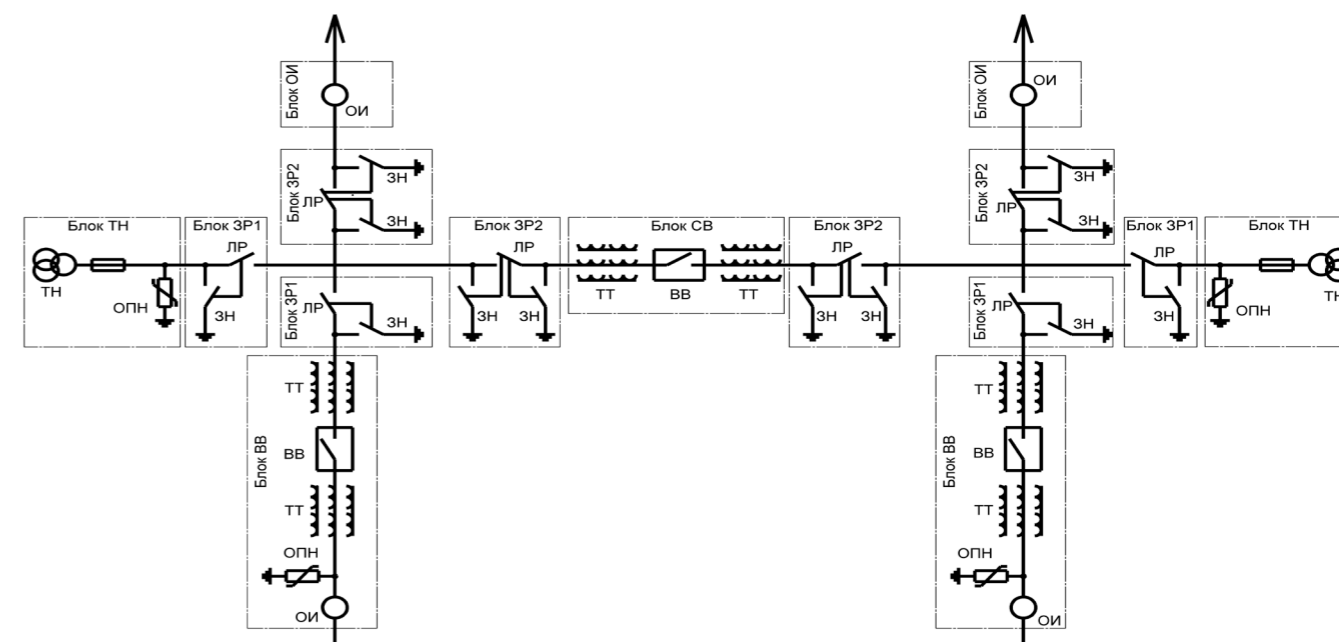 Блок ОИ
ОИ
Блок ОИ
ОИ
Блок ЗР2
ЗН
ЛР
ЗН
Блок ЗР2
ЗН
ЛР
ЗН
Блок ТН
Блок ЗР1
Блок ЗР2
Блок СВ
Блок ЗР2
Блок ЗР1
Блок ТН
ЛР
ЛР
ЛР
ЛР
ТН
ОПН
ЗН
ЗН
ЗН
ТТ
ВВ
ТТ
ЗН
ЗН
ЗН
ОПН
Блок ЗР1
ЛР
ЗН
Блок ЗР1
ЛР
ЗН
Блок ВВ
ТТ
ВВ
ТТ
ОПН
ОИ
Блок ВВ
ТТ
ВВ
ТТ
ОПН
ОИ